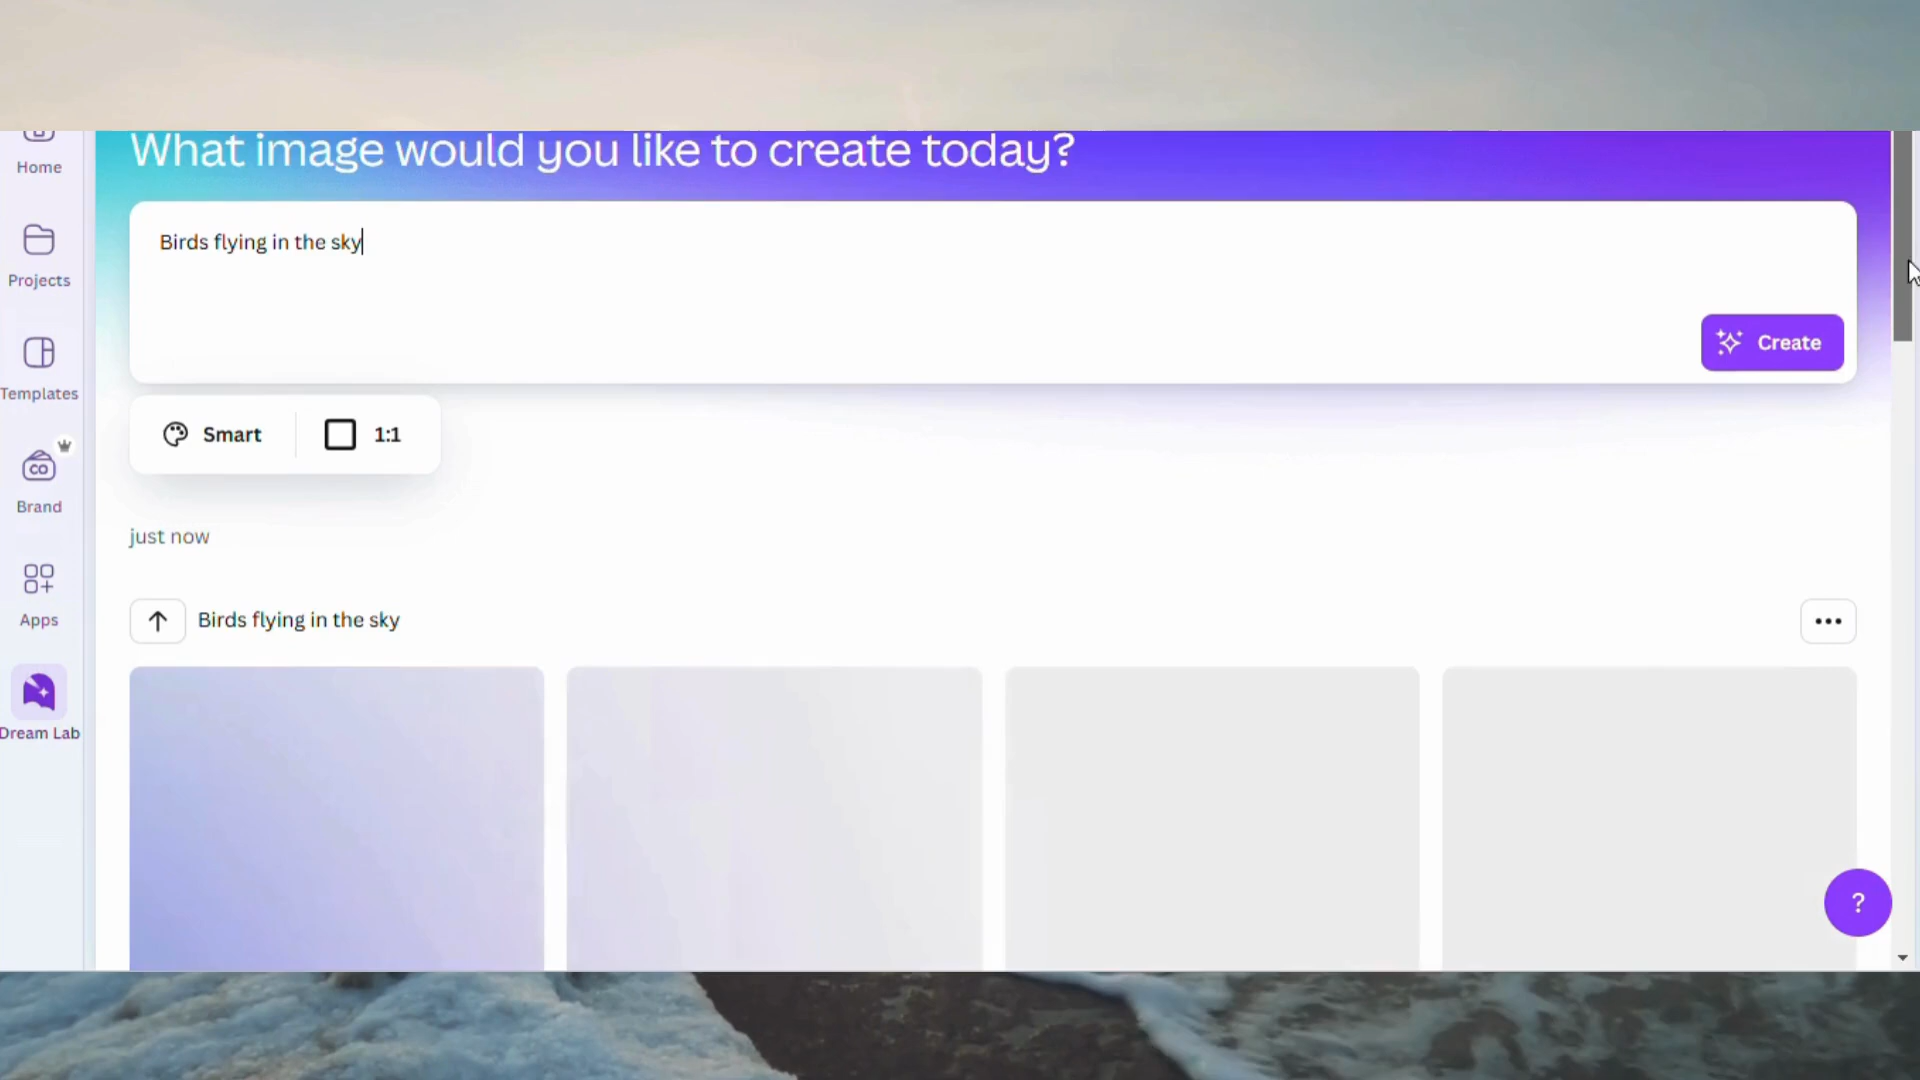 What image would you like to create today?
Home
Birds flying in the sky
Projects
Create
Templates
Smart
1:1
CO
Brand
just now
Apps
Birds flying in the sky
Dream Lab
?